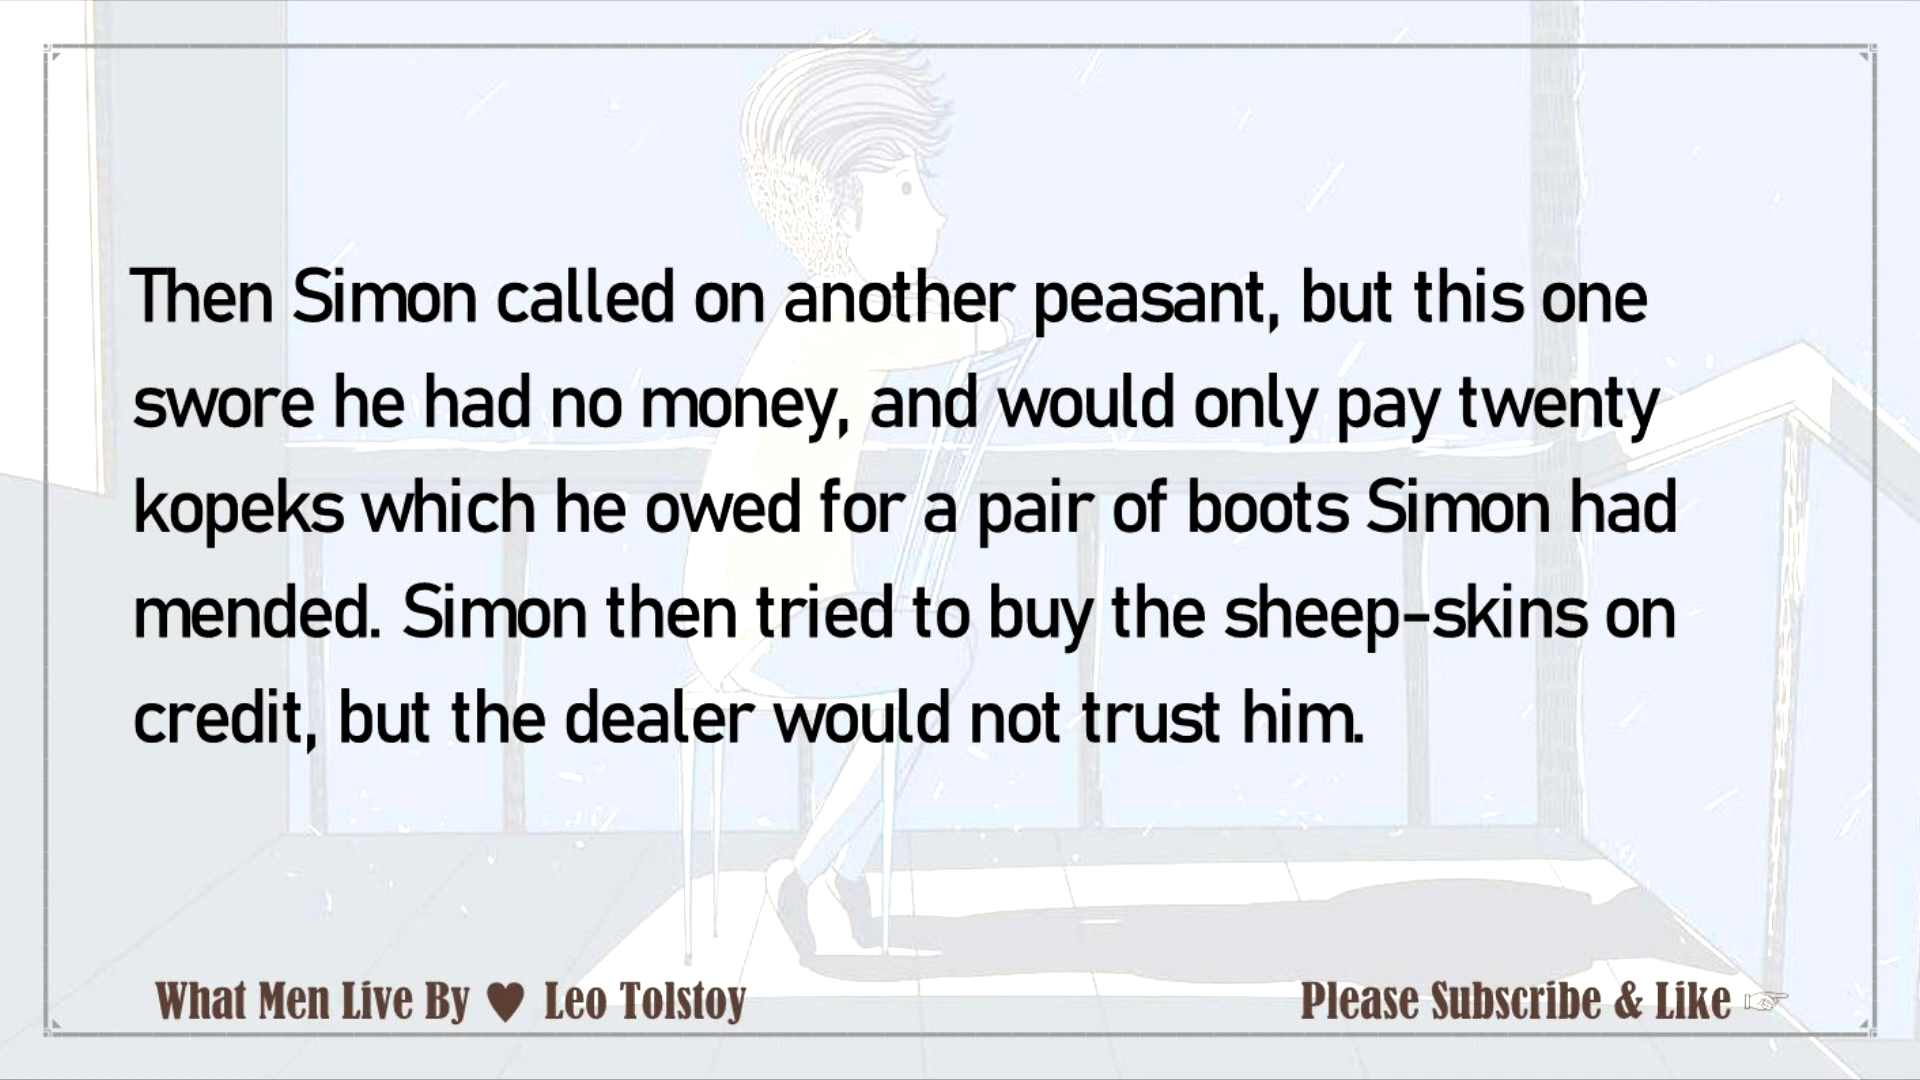 Then Simon called on another peasant, but this one
swore he had no money, and would only pay twenty
kopeks which he owed for a pair of boots Simon had
mended. Simon then tried to buy the sheep-skins on
credit, but the dealer would not trust him.
What Men Live By ♥ Leo Tolstoy
Please Subscribe & Like